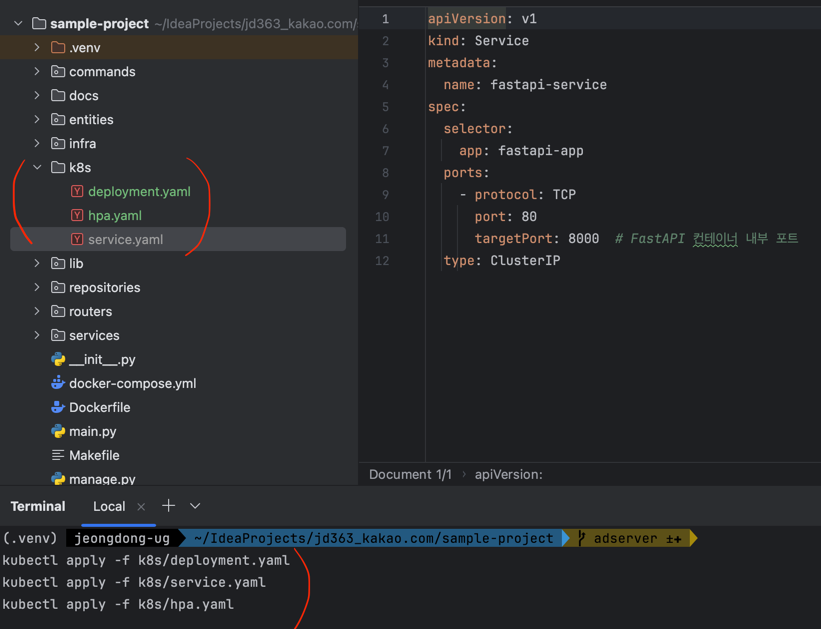 sample-project ~/IdeaProjects/jd363_kakao.com/
.venv
commands
docs
entities
infra
k8s
deployment.yaml
hpa.yaml
service.yaml
lib
repositories
routers
services
__init__.py
docker-compose.yml
Dockerfile
main.py
Makefile
manage.py
1 apiVersion: v1
2 kind: Service
3 metadata:
4 name: fastapi-service
5 spec:
6 selector:
7 app: fastapi-app
8 ports:
9 - protocol: TCP
10 port: 80
11 targetPort: 8000 # FastAPI 컨테이너 내부 포트
12 type: ClusterIP
Document 1/1 › apiVersion:
Terminal Local
(.venv) jeongdong-ug ~/IdeaProjects/jd363_kakao.com/sample-project adserver ±+
kubectl apply -f k8s/deployment.yaml
kubectl apply -f k8s/service.yaml
kubectl apply -f k8s/hpa.yaml